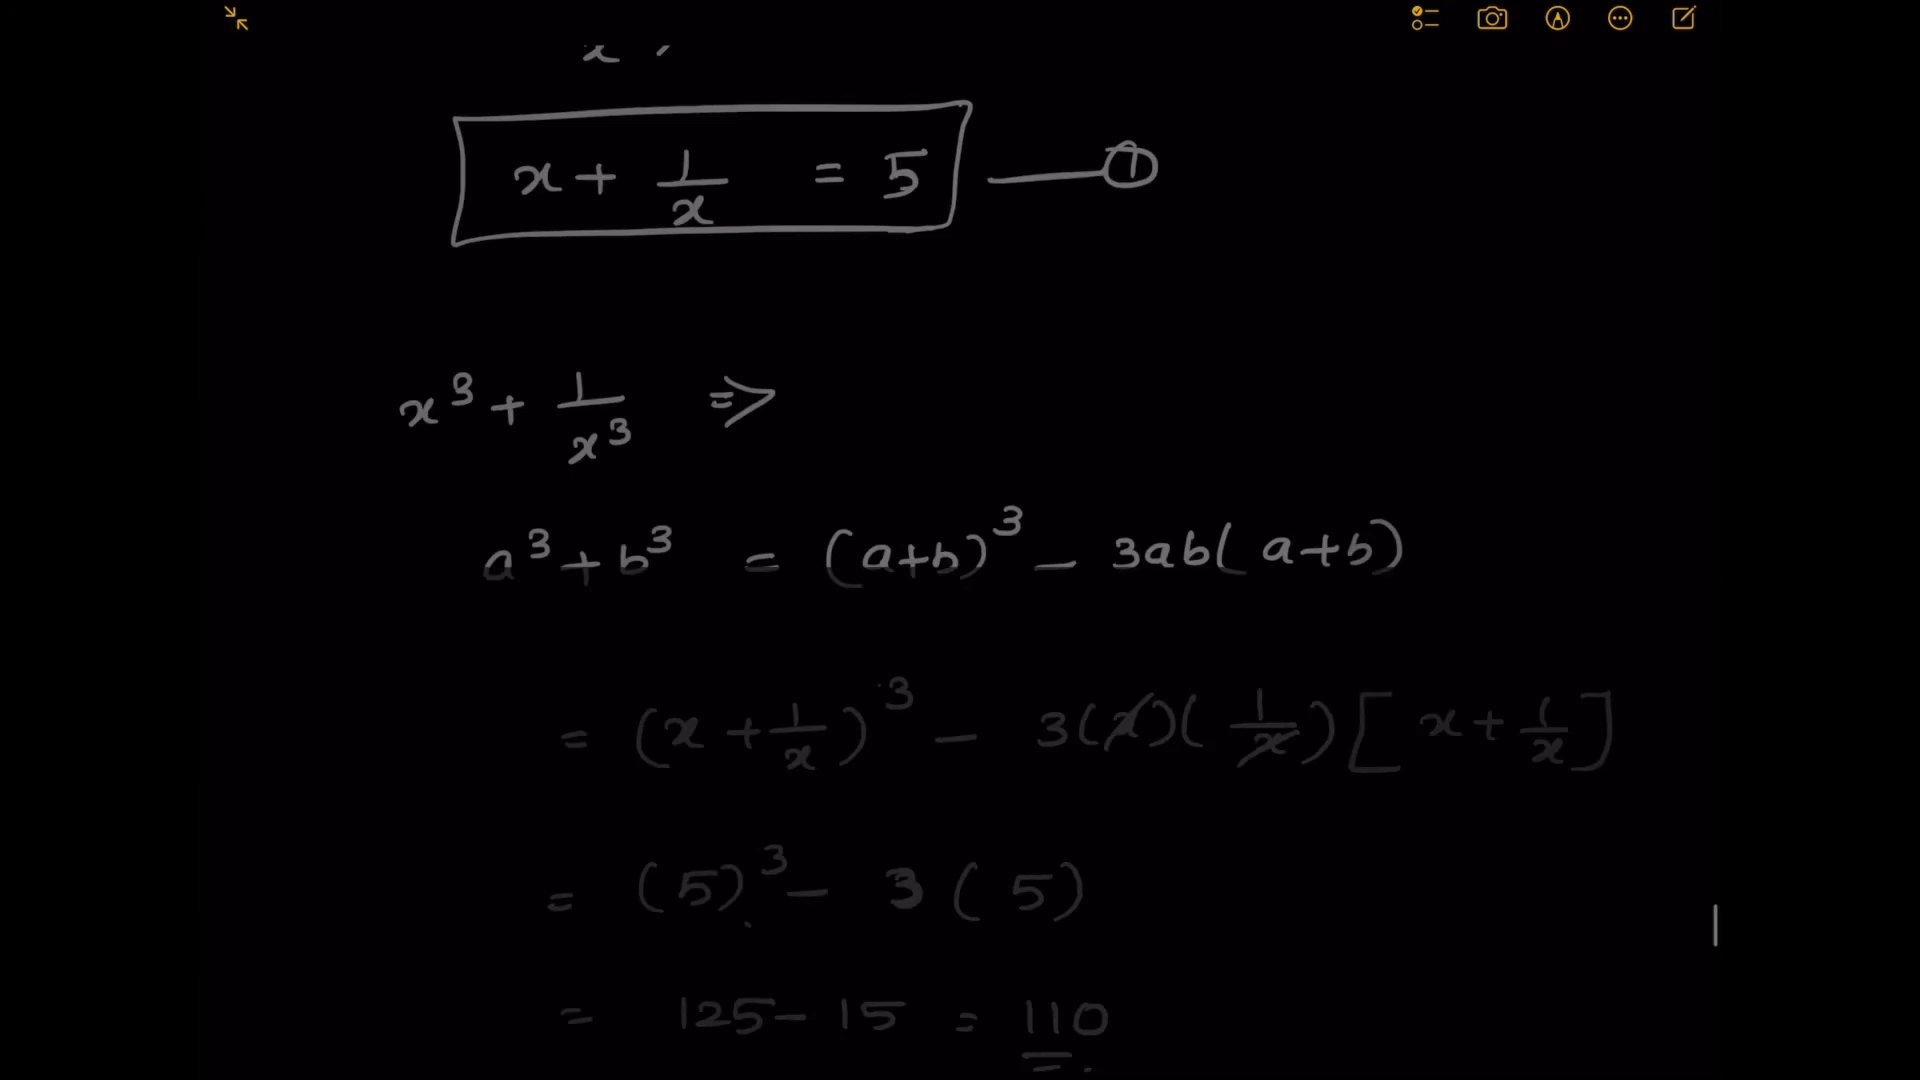 x + 1/x = 5 —— ①
x³ + 1/x³ ⇒
a³ + b³ = (a+b)³ – 3ab(a+b)
= (x + 1/x)³ – 3(x)(1/x)[x + 1/x]
= (5)³ – 3(5)
= 125 – 15 = 110